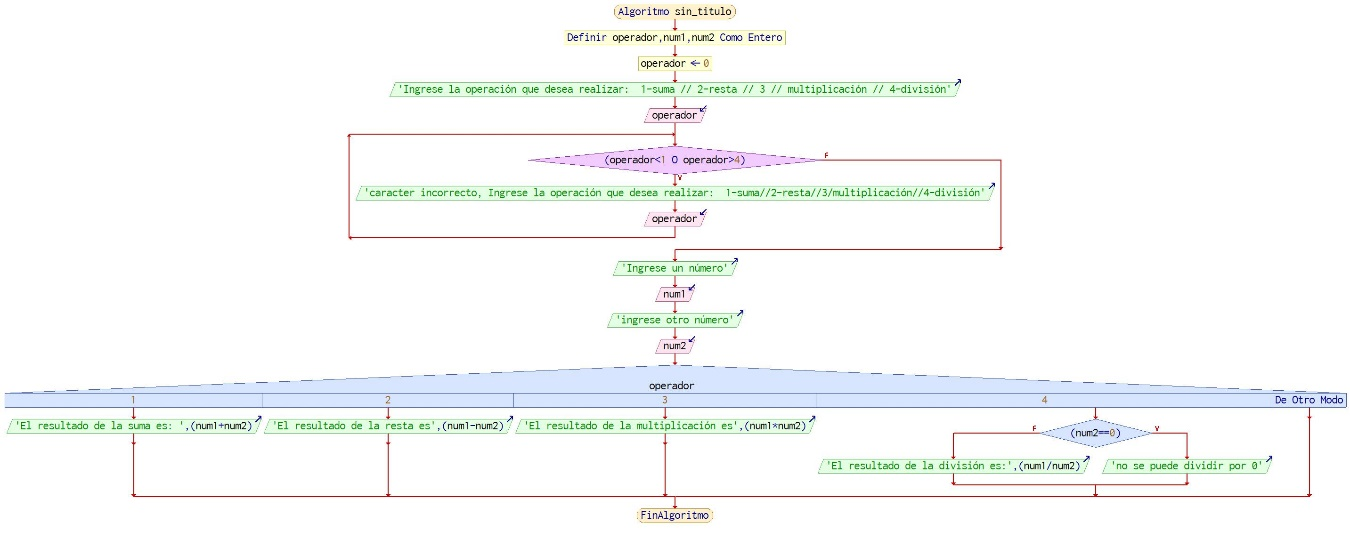 Algoritmo sin_titulo
Definir operador,num1,num2 Como Entero
operador ← 0
'Ingrese la operación que desea realizar:  1-suma // 2-resta // 3 // multiplicación // 4-división'
operador
(operador<1 O operador>4)
F
V
'caracter incorrecto, Ingrese la operación que desea realizar:  1-suma//2-resta//3/multiplicación//4-división'
operador
'Ingrese un número'
num1
'ingrese otro número'
num2
operador
1 2 3 4 De Otro Modo
'El resultado de la suma es: ',(num1+num2)
'El resultado de la resta es',(num1-num2)
'El resultado de la multiplicación es',(num1*num2)
F
(num2==0)
V
'El resultado de la división es:',(num1/num2)
'no se puede dividir por 0'
FinAlgoritmo